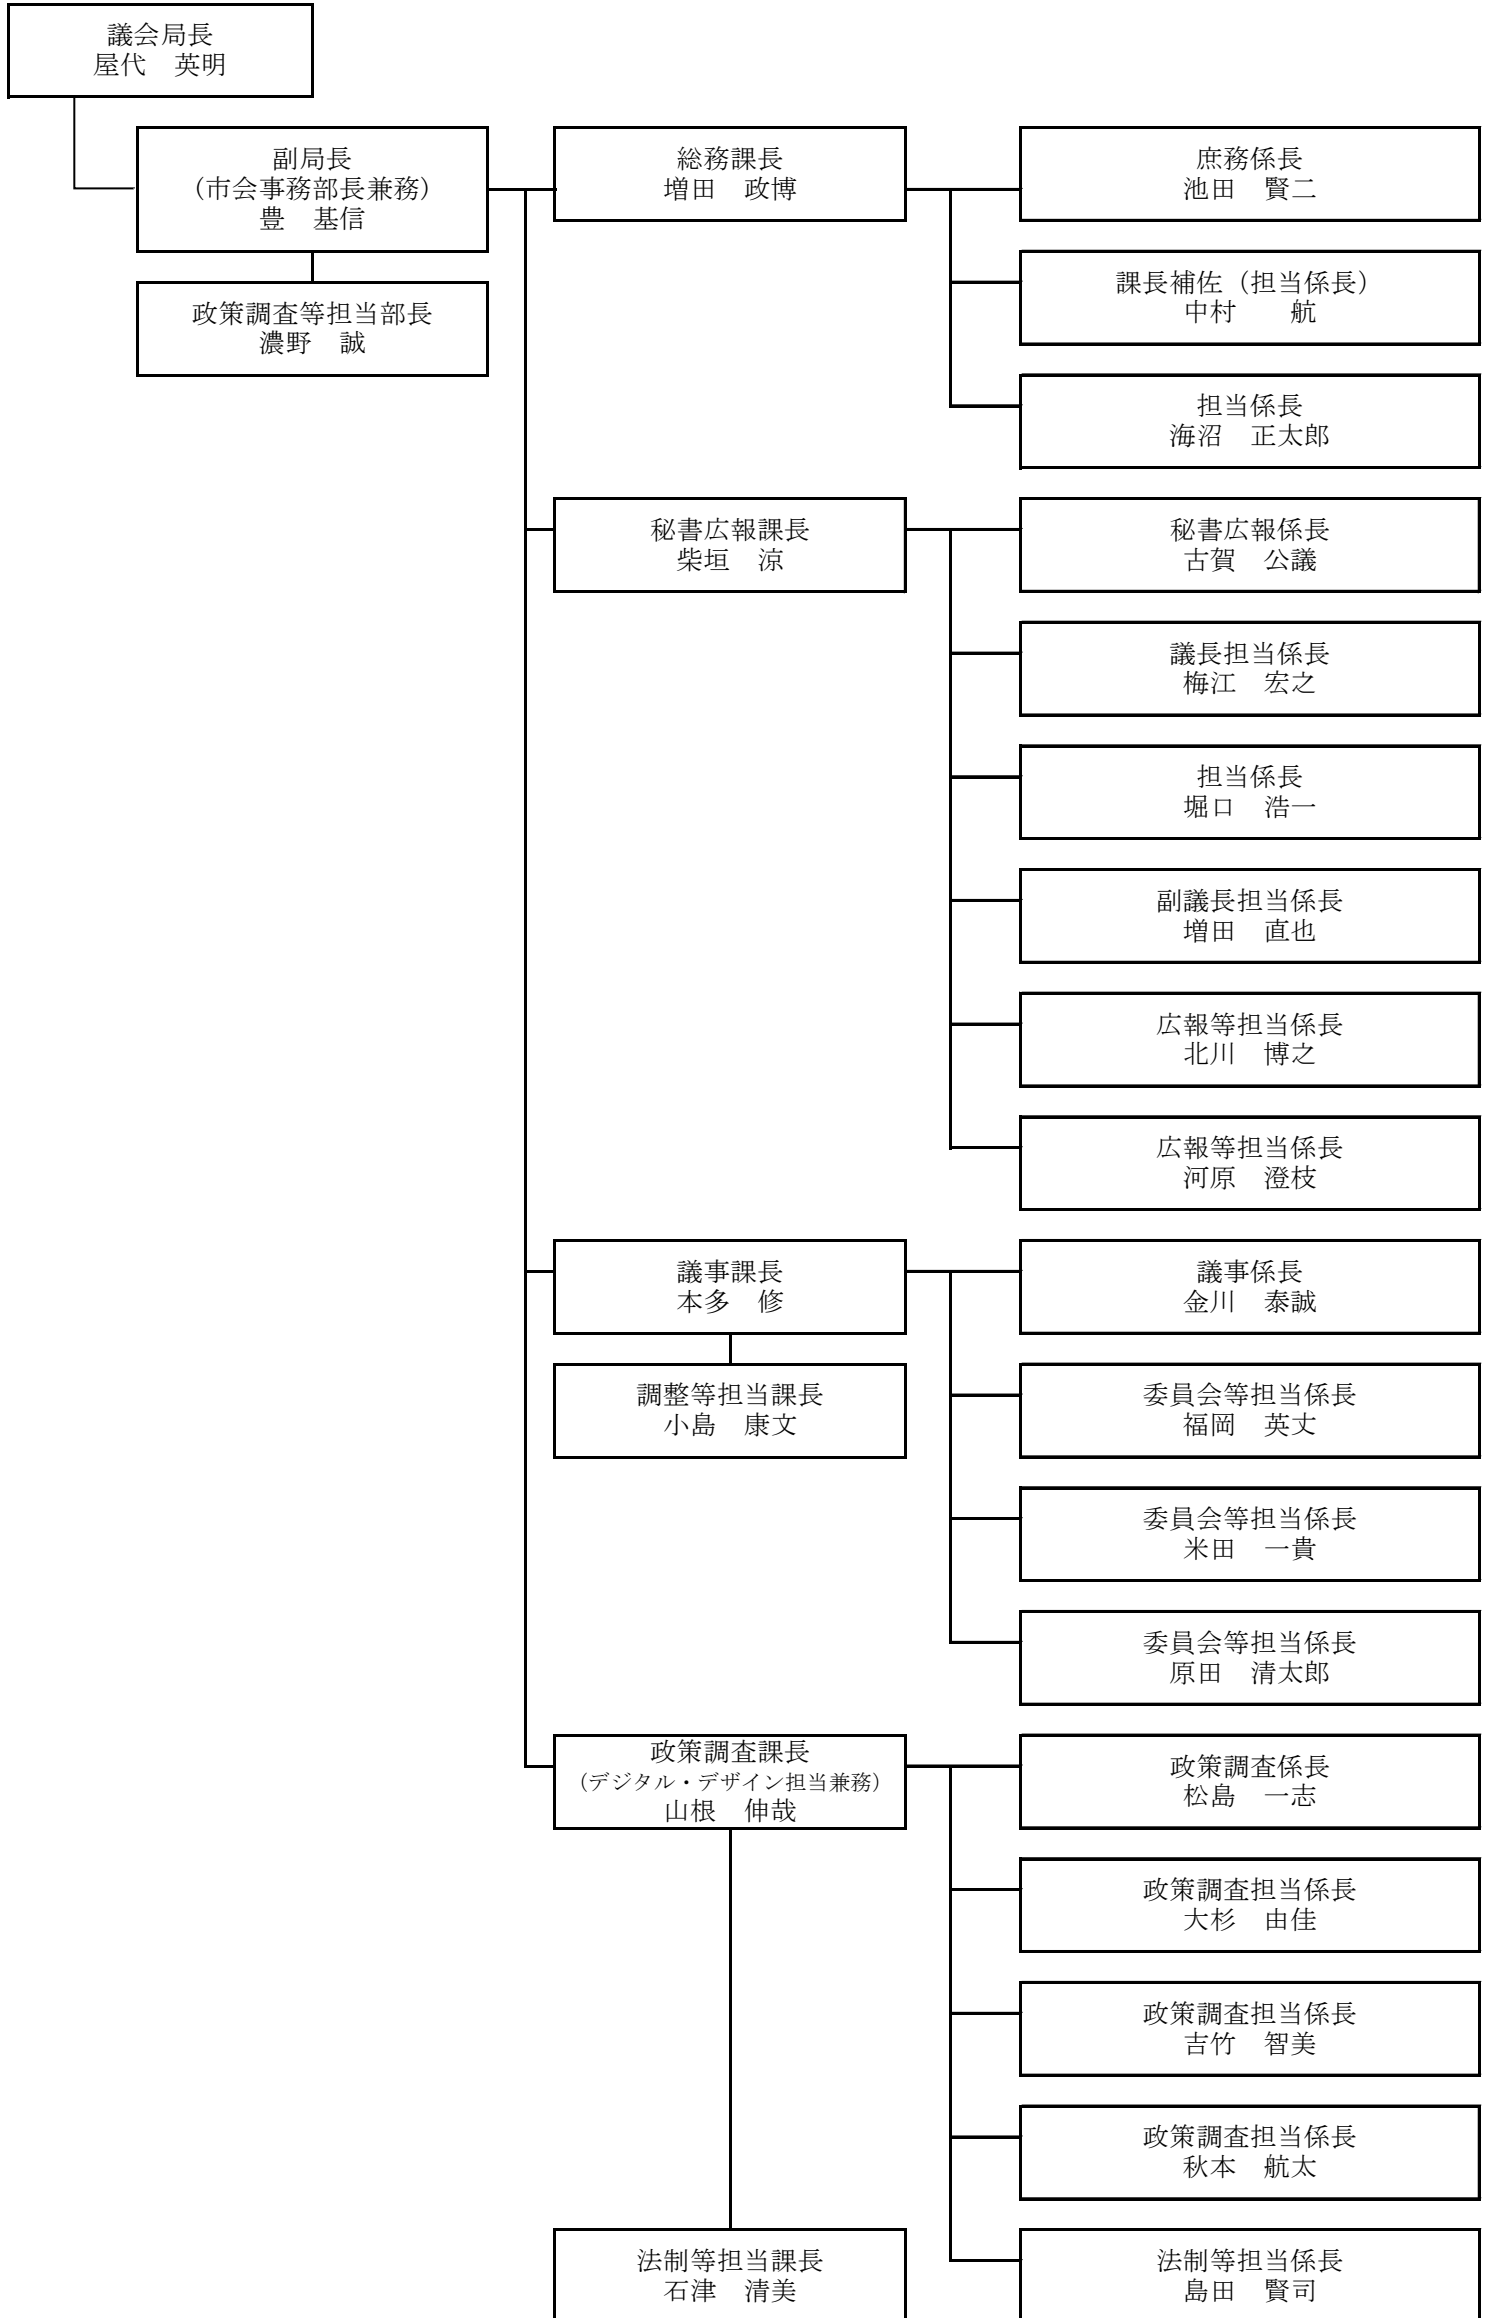 議会局長
屋代　英明
副局長
（市会事務部長兼務）
豊　基信
政策調査等担当部長
濃野　誠
総務課長
増田　政博
庶務係長
池田　賢二
課長補佐（担当係長）
中村　　航
担当係長
海沼　正太郎
秘書広報課長
柴垣　涼
秘書広報係長
古賀　公議
議長担当係長
梅江　宏之
担当係長
堀口　浩一
副議長担当係長
増田　直也
広報等担当係長
北川　博之
広報等担当係長
河原　澄枝
議事課長
本多　修
調整等担当課長
小島　康文
議事係長
金川　泰誠
委員会等担当係長
福岡　英丈
委員会等担当係長
米田　一貴
委員会等担当係長
原田　清太郎
政策調査課長
（デジタル・デザイン担当兼務）
山根　伸哉
法制等担当課長
石津　清美
政策調査係長
松島　一志
政策調査担当係長
大杉　由佳
政策調査担当係長
吉竹　智美
政策調査担当係長
秋本　航太
法制等担当係長
島田　賢司